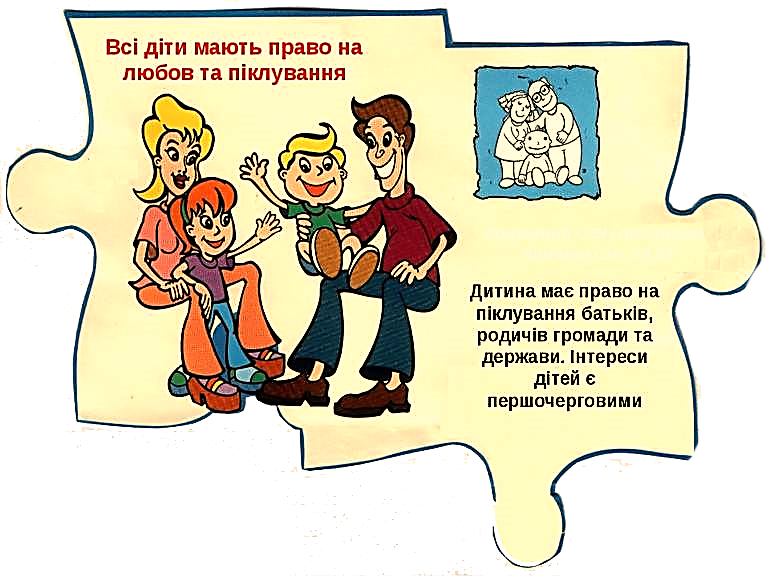 Всі діти мають право на
любов та піклування
Дитина має право на
піклування батьків,
родичів громади та
держави. Інтереси
дітей є
першочерговими